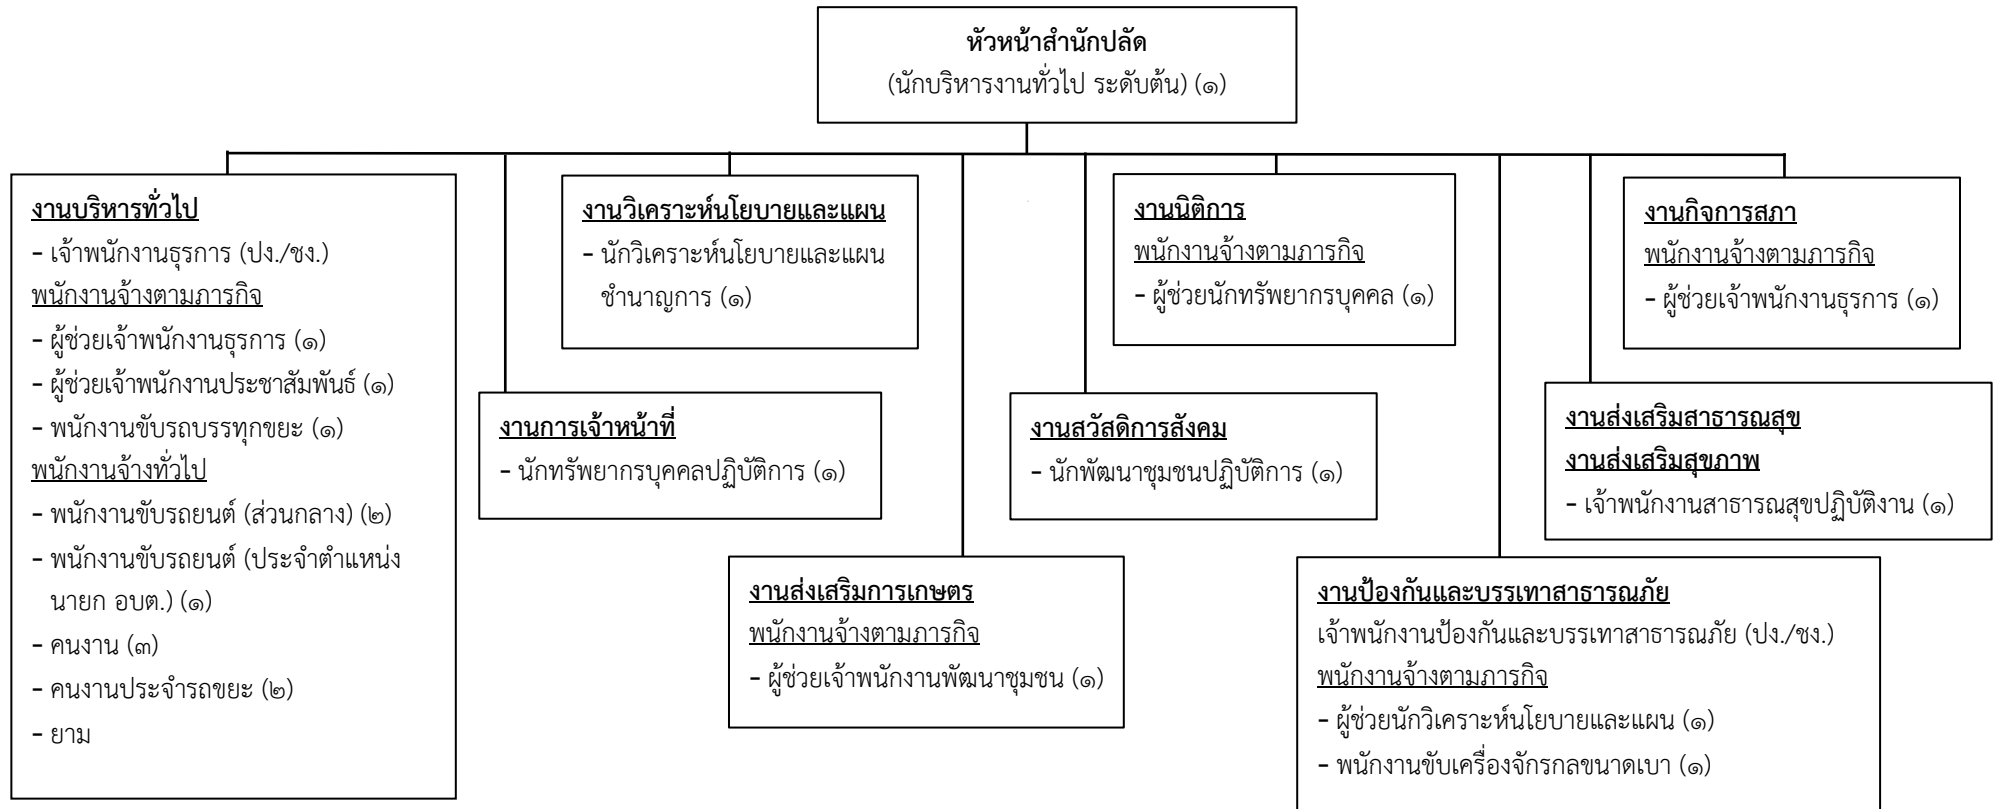 หัวหน้าสำนักปลัด
(นักบริหารงานทั่วไป ระดับต้น) (๑)
งานบริหารทั่วไป
- เจ้าพนักงานธุรการ (ปง./ชง.)
พนักงานจ้างตามภารกิจ
- ผู้ช่วยเจ้าพนักงานธุรการ (๑)
- ผู้ช่วยเจ้าพนักงานประชาสัมพันธ์ (๑)
- พนักงานขับรถบรรทุกขยะ (๑)
พนักงานจ้างทั่วไป
- พนักงานขับรถยนต์ (ส่วนกลาง) (๒)
- พนักงานขับรถยนต์ (ประจำตำแหน่ง
นายก อบต.) (๑)
- คนงาน (๓)
- คนงานประจำรถขยะ (๒)
- ยาม
งานวิเคราะห์นโยบายและแผน
- นักวิเคราะห์นโยบายและแผน
ชำนาญการ (๑)
งานนิติการ
พนักงานจ้างตามภารกิจ
- ผู้ช่วยนักทรัพยากรบุคคล (๑)
งานกิจการสภา
พนักงานจ้างตามภารกิจ
- ผู้ช่วยเจ้าพนักงานธุรการ (๑)
งานการเจ้าหน้าที่
- นักทรัพยากรบุคคลปฏิบัติการ (๑)
งานสวัสดิการสังคม
- นักพัฒนาชุมชนปฏิบัติการ (๑)
งานส่งเสริมสาธารณสุข
งานส่งเสริมสุขภาพ
- เจ้าพนักงานสาธารณสุขปฏิบัติงาน (๑)
งานส่งเสริมการเกษตร
พนักงานจ้างตามภารกิจ
- ผู้ช่วยเจ้าพนักงานพัฒนาชุมชน (๑)
งานป้องกันและบรรเทาสาธารณภัย
เจ้าพนักงานป้องกันและบรรเทาสาธารณภัย (ปง./ชง.)
พนักงานจ้างตามภารกิจ
- ผู้ช่วยนักวิเคราะห์นโยบายและแผน (๑)
- พนักงานขับเครื่องจักรกลขนาดเบา (๑)